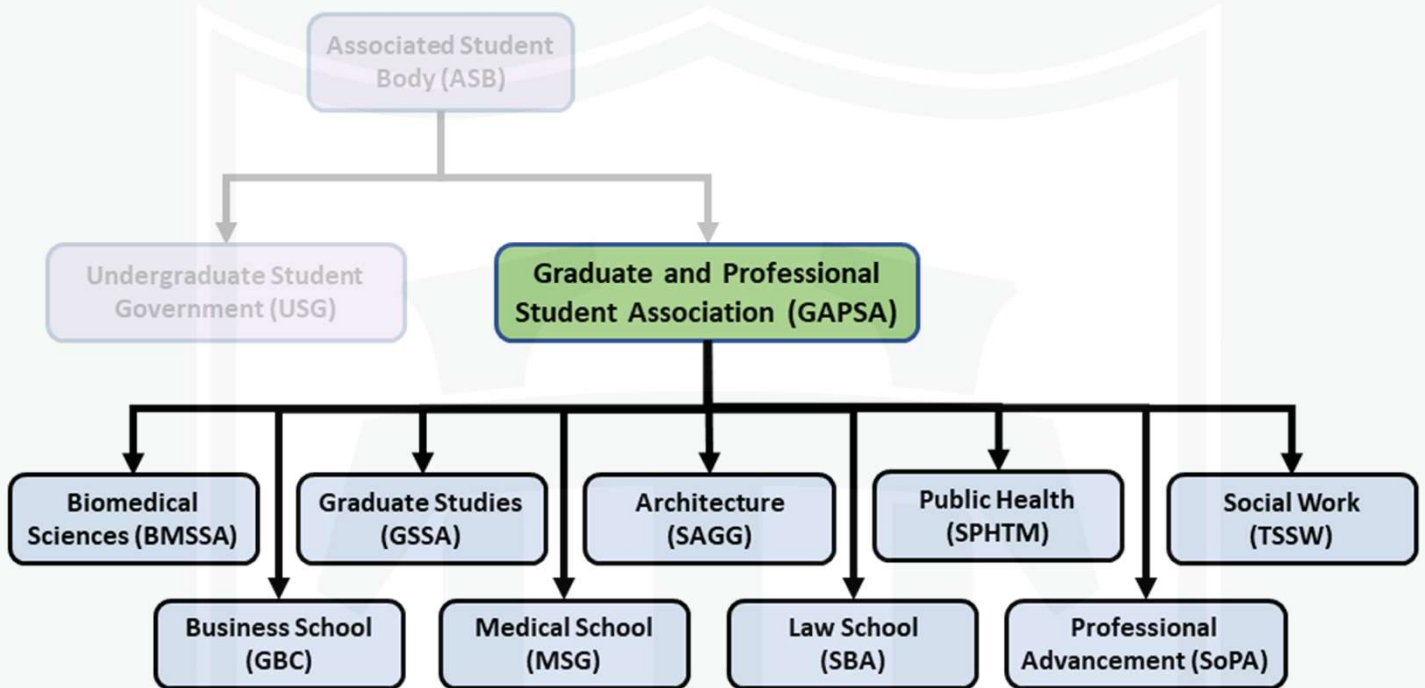 Associated Student
Body (ASB)
Undergraduate Student
Government (USG)
Graduate and Professional
Student Association (GAPSA)
Biomedical
Sciences (BMSSA)
Graduate Studies
(GSSA)
Architecture
(SAGG)
Public Health
(SPHTM)
Social Work
(TSSW)
Business School
(GBC)
Medical School
(MSG)
Law School
(SBA)
Professional
Advancement (SoPA)